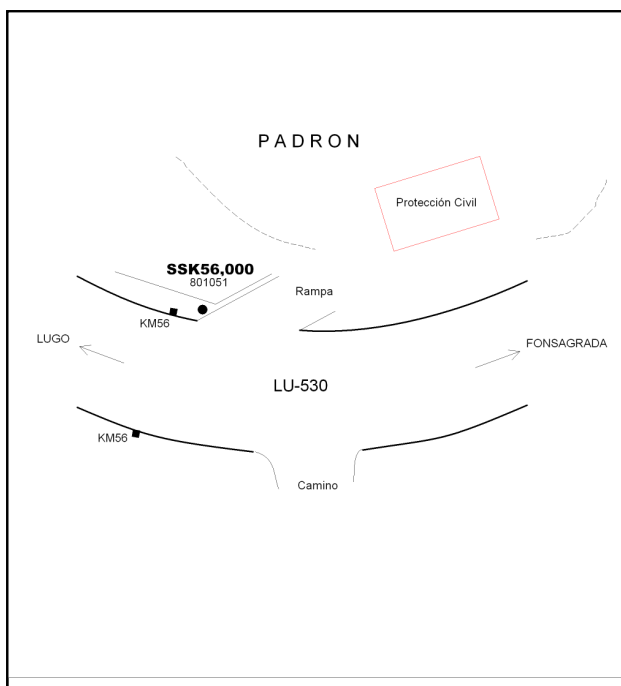 PADRON
Protección Civil
SSK56,000
801051
Rampa
KM56
LUGO
FONSAGRADA
LU-530
KM56
Camino